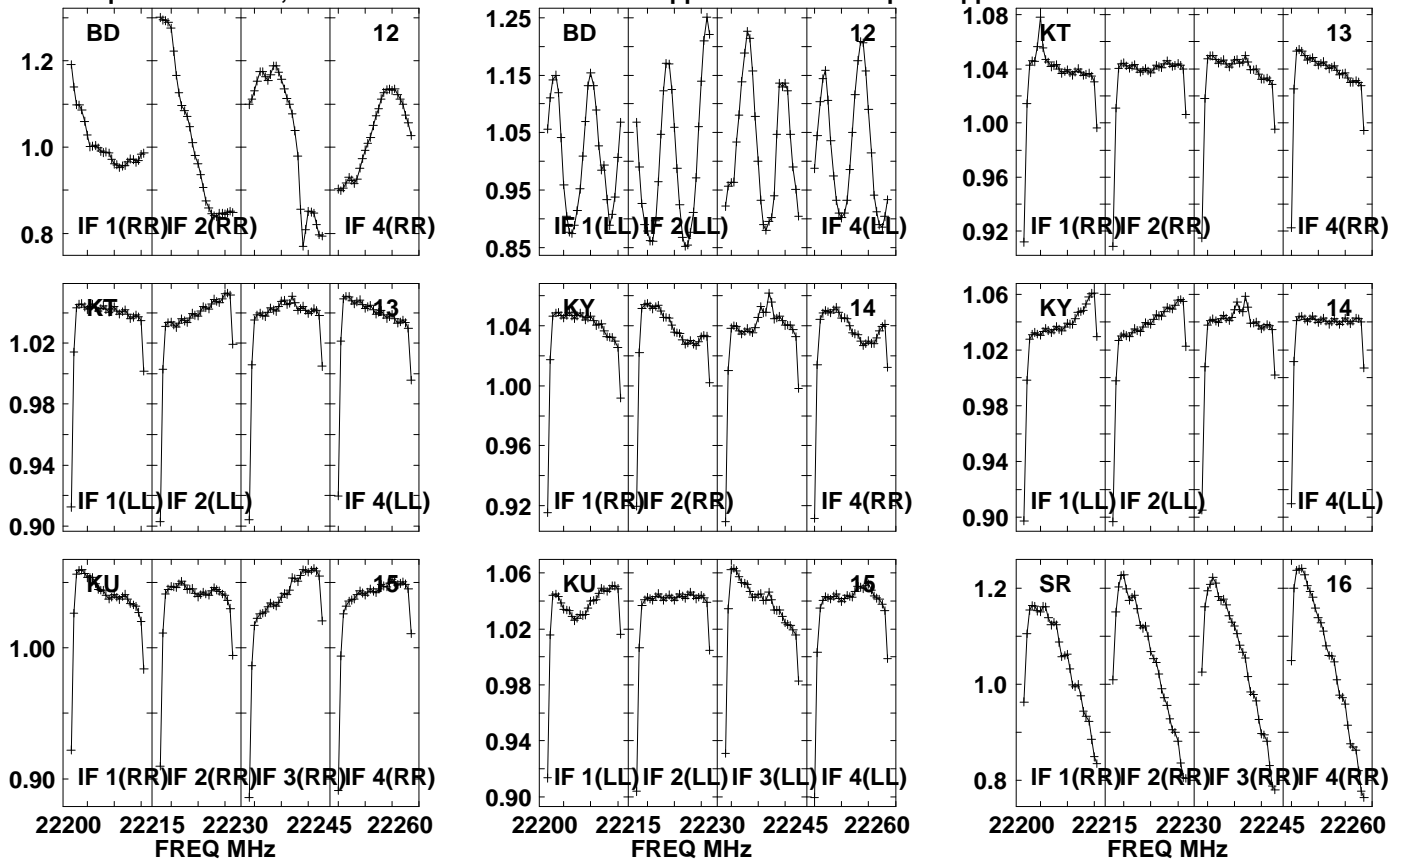 BD 12
1.2
1.0
0.8
IF 1(RR) IF 2(RR) IF 4(RR)
BD 12
1.25
1.15
1.05
0.95
0.85
IF 1(LL) IF 2(LL) IF 4(LL)
KT 13
1.08
1.04
1.00
0.96
0.92
IF 1(RR) IF 2(RR) IF 4(RR)
KT 13
1.02
0.98
0.94
0.90
IF 1(LL) IF 2(LL) IF 4(LL)
KY 14
1.04
1.00
0.96
0.92
IF 1(RR) IF 2(RR) IF 4(RR)
KY 14
1.06
1.02
0.98
0.94
0.90
IF 1(LL) IF 2(LL) IF 4(LL)
KU 15
1.00
0.90
IF 1(RR) IF 2(RR) IF 3(RR) IF 4(RR)
22200 22215 22230 22245 22260
FREQ MHz
KU 15
1.06
1.02
0.98
0.94
0.90
IF 1(LL) IF 2(LL) IF 3(LL) IF 4(LL)
22200 22215 22230 22245 22260
FREQ MHz
SR 16
1.2
1.0
0.8
IF 1(RR) IF 2(RR) IF 3(RR) IF 4(RR)
22200 22215 22230 22245 22260
FREQ MHz